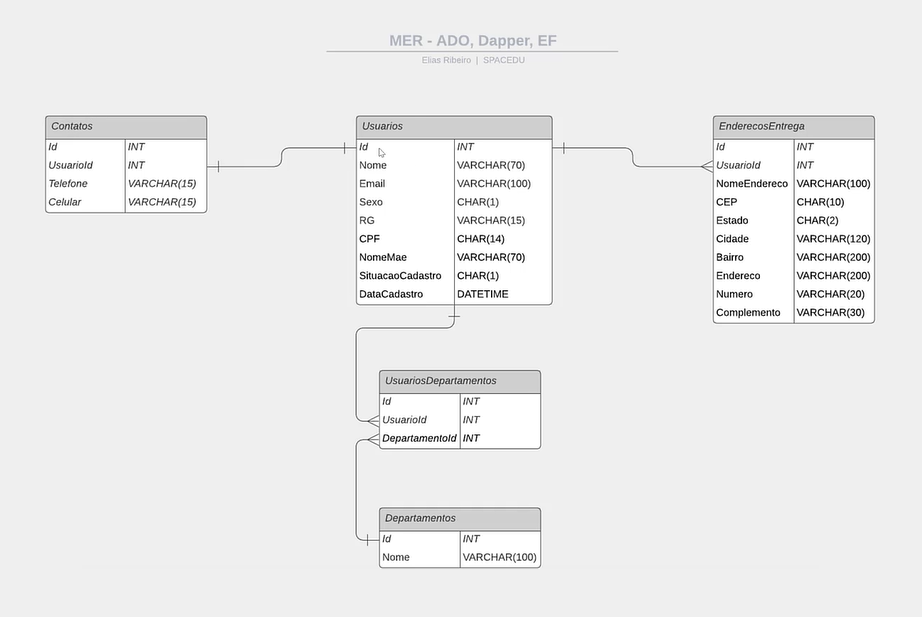 MER - ADO, Dapper, EF
Elias Ribeiro | SPACEDU
Contatos
Id INT
UsuarioId INT
Telefone VARCHAR(15)
Celular VARCHAR(15)
Usuarios
Id INT
Nome VARCHAR(70)
Email VARCHAR(100)
Sexo CHAR(1)
RG VARCHAR(15)
CPF CHAR(14)
NomeMae VARCHAR(70)
SituacaoCadastro CHAR(1)
DataCadastro DATETIME
EnderecosEntrega
Id INT
UsuarioId INT
NomeEndereco VARCHAR(100)
CEP CHAR(10)
Estado CHAR(2)
Cidade VARCHAR(120)
Bairro VARCHAR(200)
Endereco VARCHAR(200)
Numero VARCHAR(20)
Complemento VARCHAR(30)
UsuariosDepartamentos
Id INT
UsuarioId INT
DepartamentoId INT
Departamentos
Id INT
Nome VARCHAR(100)